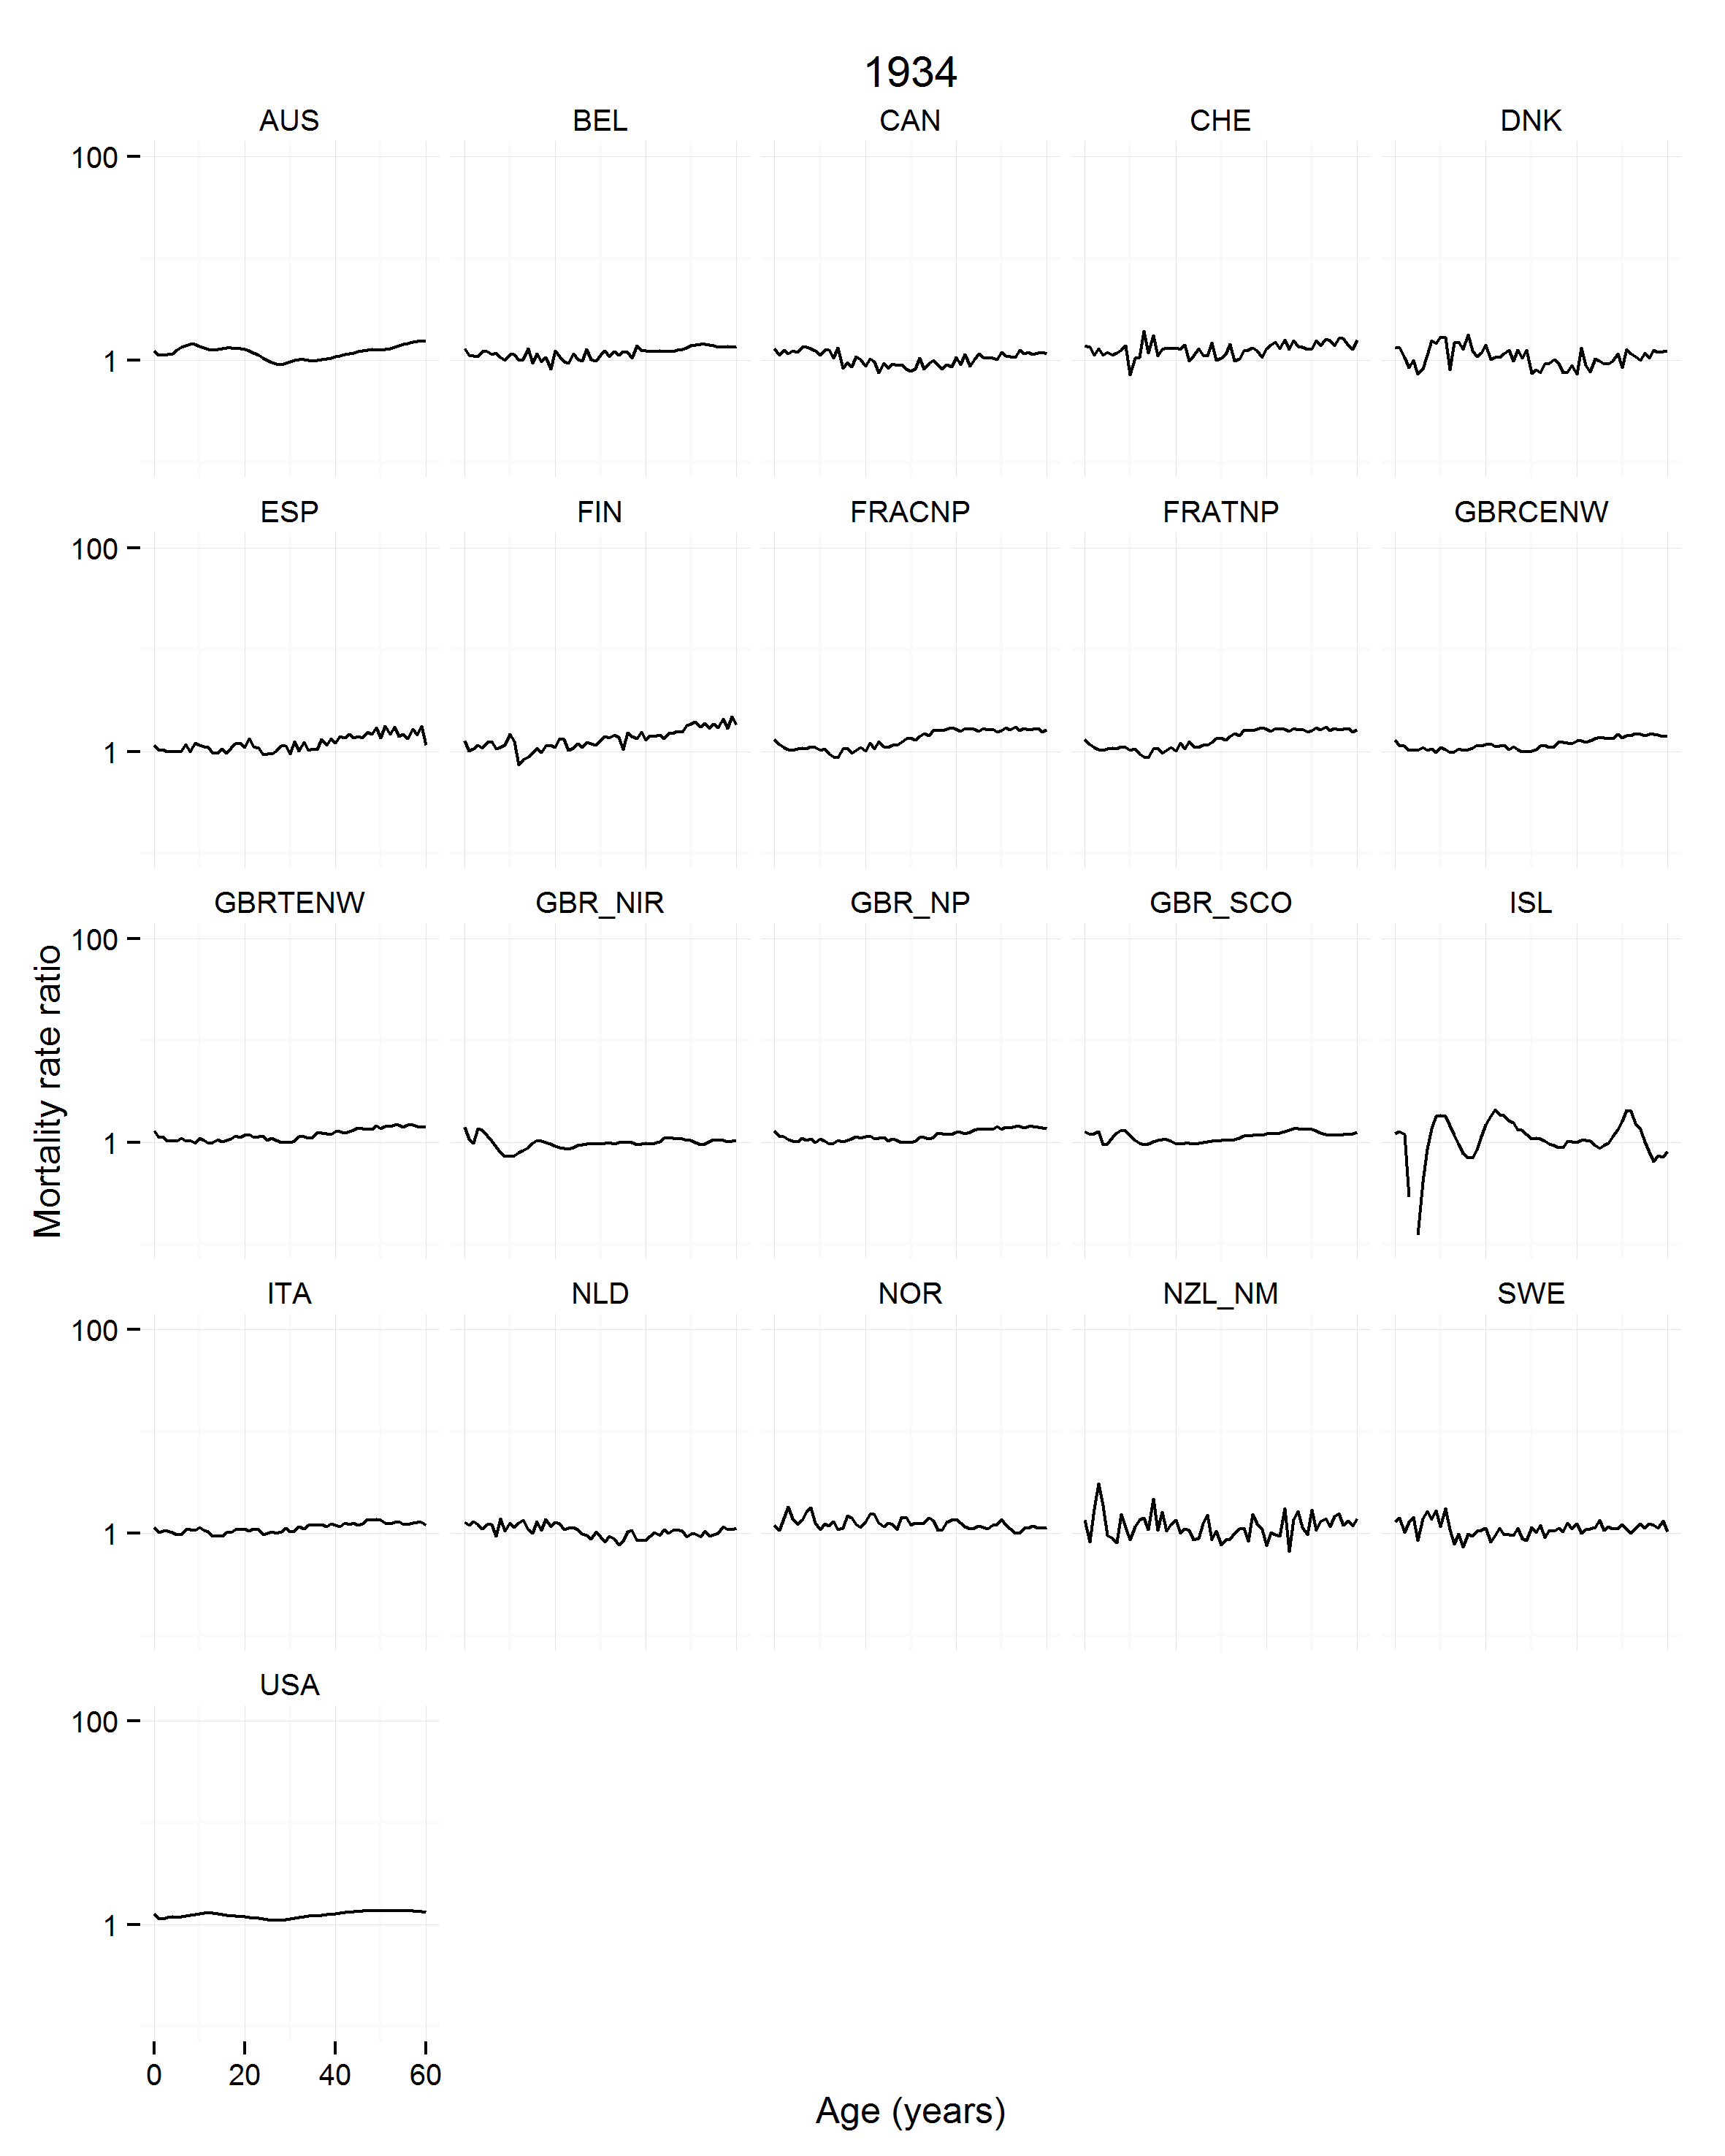 1934
AUS BEL CAN CHE DNK
100
1
ESP FIN FRACNP FRATNP GBRCENW
100
1
GBRTENW GBR_NIR GBR_NP GBR_SCO ISL
100
1
Mortality rate ratio
ITA NLD NOR NZL_NM SWE
100
1
USA
100
1
0 20 40 60
Age (years)